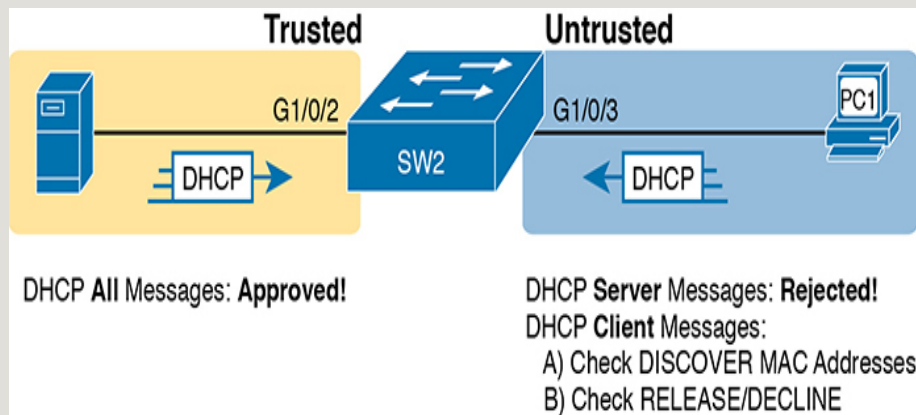 Trusted
Untrusted
G1/0/2
G1/0/3
PC1
SW2
DHCP
DHCP
DHCP All Messages: Approved!
DHCP Server Messages: Rejected!
DHCP Client Messages:
A) Check DISCOVER MAC Addresses
B) Check RELEASE/DECLINE